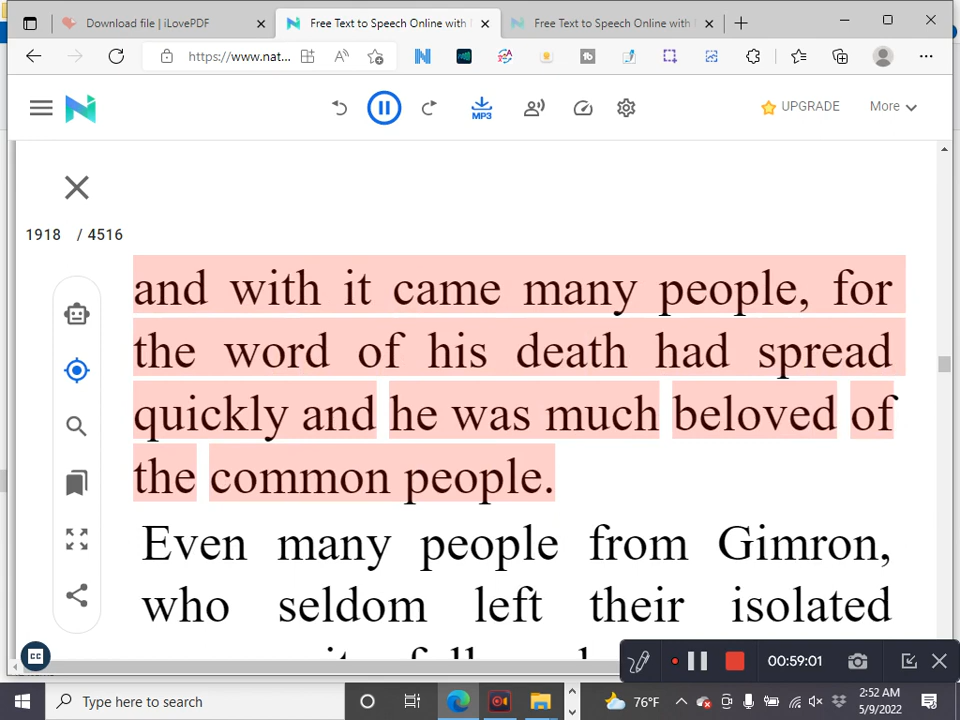 Download file | iLovePDF
Free Text to Speech Online with
Free Text to Speech Online with
https://www.nat...
UPGRADE
More
MP3
1918 / 4516
and with it came many people, for
the word of his death had spread
quickly and he was much beloved of
the common people.
Even many people from Gimron,
who seldom left their isolated
CC
00:59:01
Type here to search
76°F
2:52 AM
5/9/2022